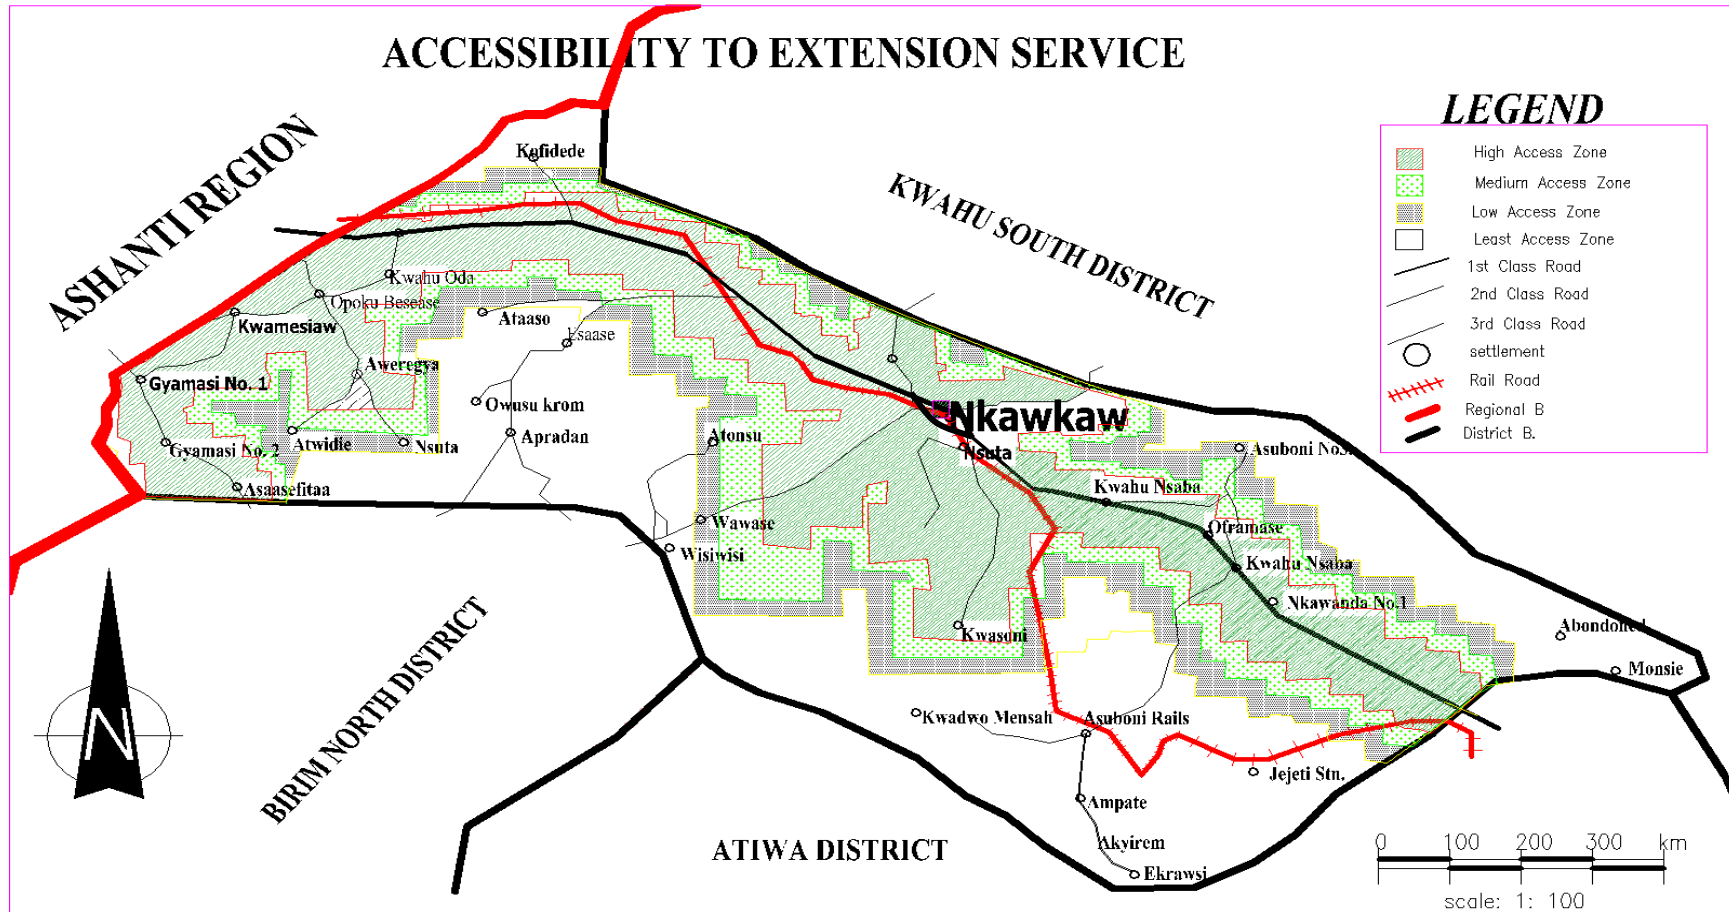 ACCESSIBILITY TO EXTENSION SERVICE
LEGEND
High Access Zone
Medium Access Zone
Low Access Zone
Least Access Zone
1st Class Road
2nd Class Road
3rd Class Road
settlement
Rail Road
Regional B
District B.
ASHANTI REGION
KWAHU SOUTH DISTRICT
Kofidede
Kwahu Oda
Opoku Besease
Kwamesiaw
Ataaso
Esaase
Aweregya
Gyamasi No. 1
Owusu krom
Nkawkaw
Apradan
Atwidie
Nsuta
Atonsu
Gyamasi No. 2
Nsuta
Asuboni No3.
Asaasefitaa
Kwahu Nsaba
Wawase
Oframase
Wisiwisi
Kwahu Nsaba
Nkawanda No.1
Kwasoni
Abondoned
Monsie
N
BIRIM NORTH DISTRICT
Kwadwo Mensah
Asuboni Rails
Jejeti Stn.
Ampate
Akyirem
ATIWA DISTRICT
Ekrawsi
0 100 200 300 km
scale: 1: 100